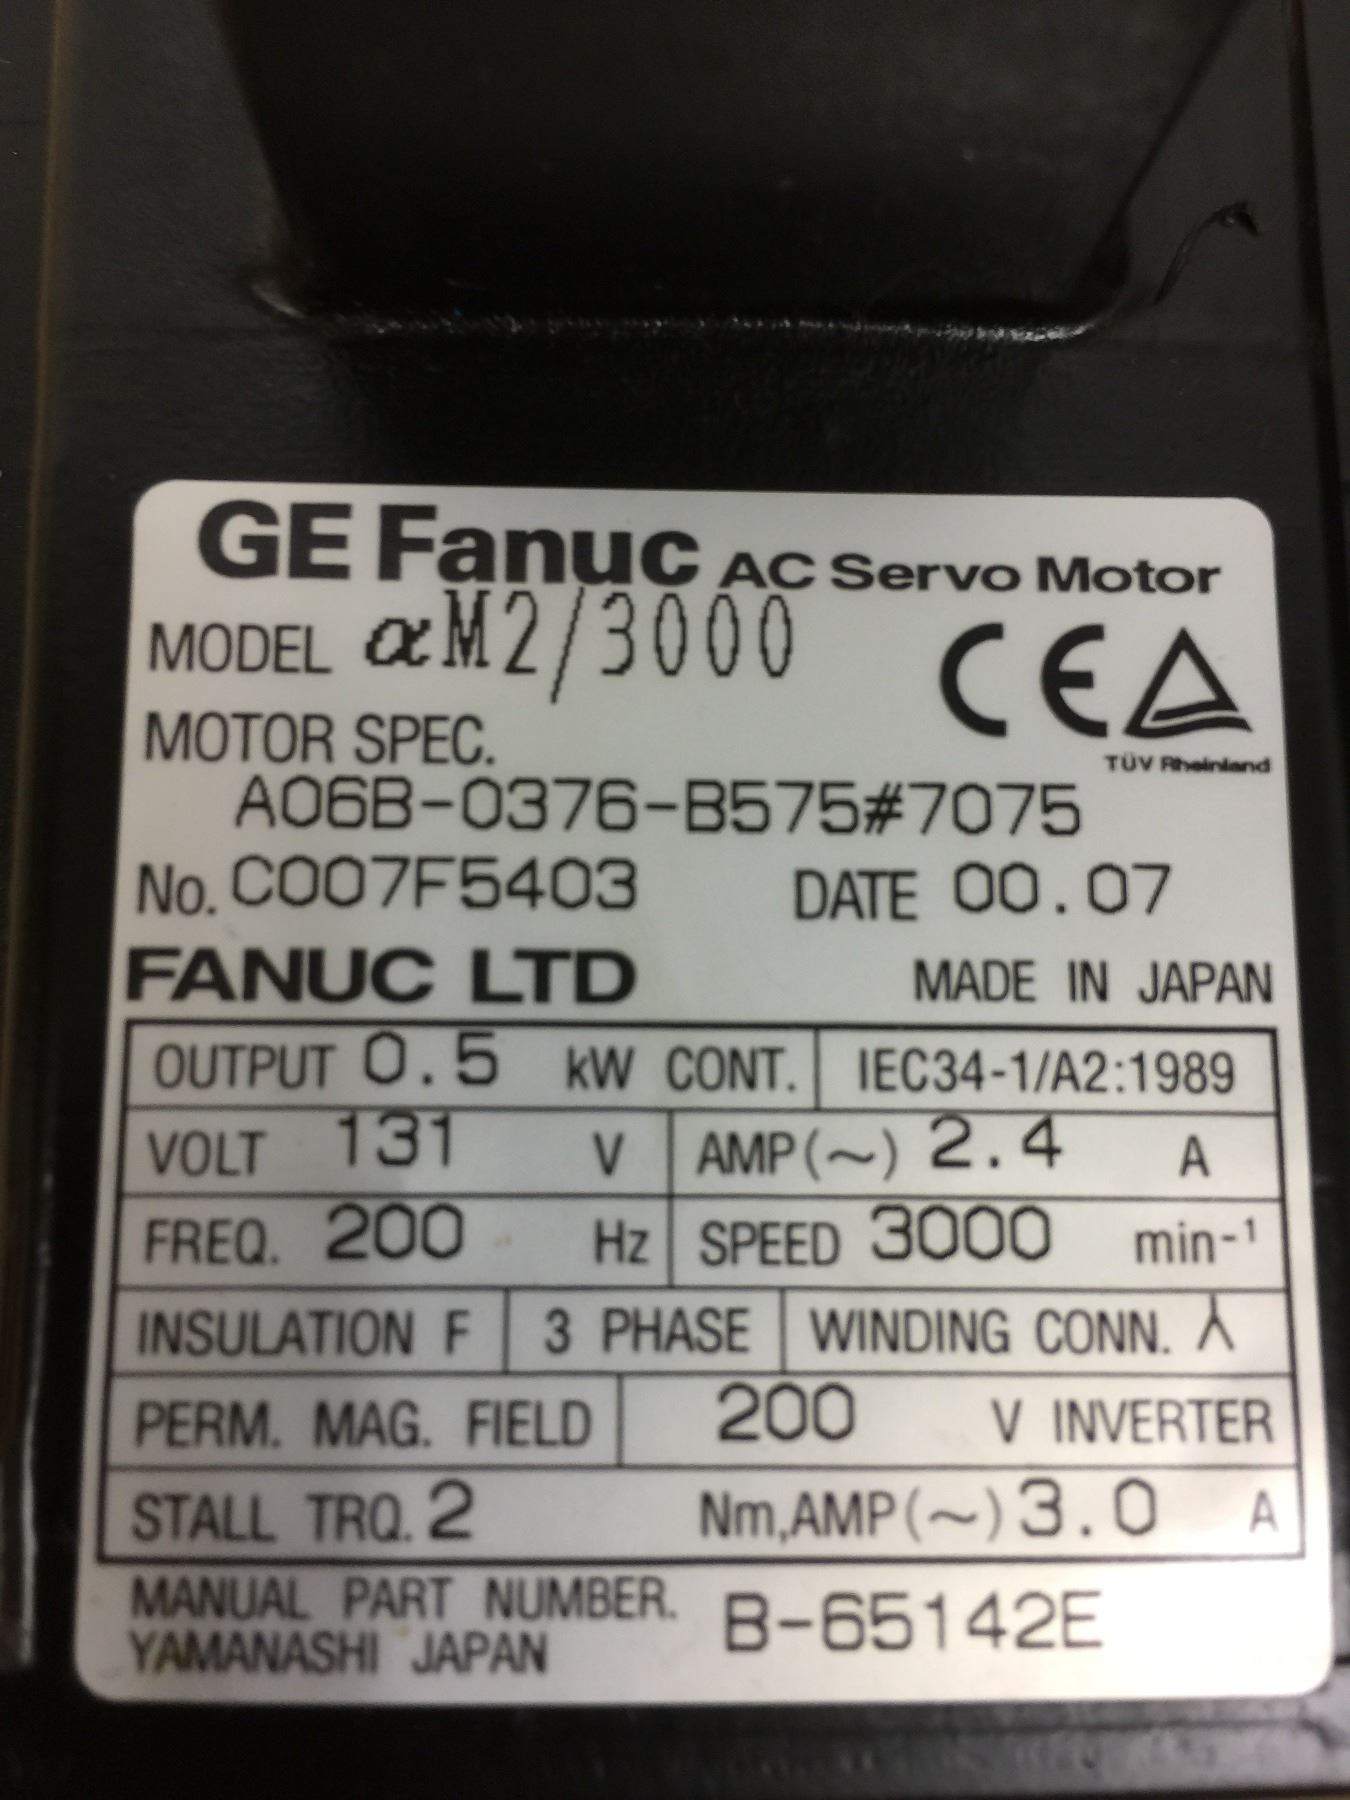 GE Fanuc AC Servo Motor
MODEL αM2/3000
CE
MOTOR SPEC.
TÜV Rheinland
A06B-0376-B575#7075
No. C007F5403 DATE 00.07
FANUC LTD MADE IN JAPAN
OUTPUT 0.5 kW CONT. IEC34-1/A2:1989
VOLT 131 V AMP(~) 2.4 A
FREQ. 200 Hz SPEED 3000 min-¹
INSULATION F 3 PHASE WINDING CONN. ⅄
PERM. MAG. FIELD 200 V INVERTER
STALL TRQ. 2 Nm,AMP(~) 3.0 A
MANUAL PART NUMBER. B-65142E
YAMANASHI JAPAN